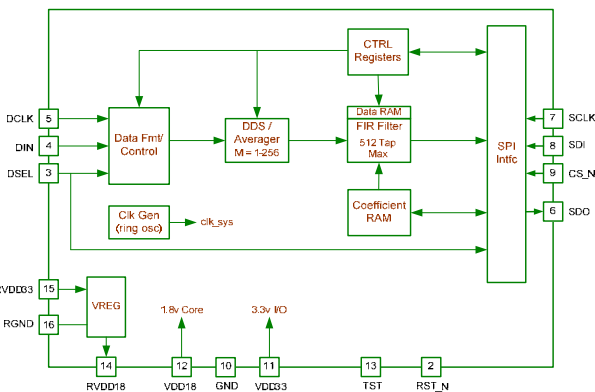 CTRL
Registers
DCLK
5
DIN
4
DSEL
3
Data Fmt/
Control
DDS /
Averager
M = 1-256
Data RAM
FIR Filter
512 Tap
Max
SPI
Intfc
7
SCLK
8
SDI
9
CS_N
6
SDO
Clk Gen
(ring osc)
clk_sys
Coefficient
RAM
RVDD33
15
RGND
16
VREG
1.8v Core
3.3v I/O
14
12
10
11
13
2
RVDD18
VDD18
GND
VDD33
TST
RST_N